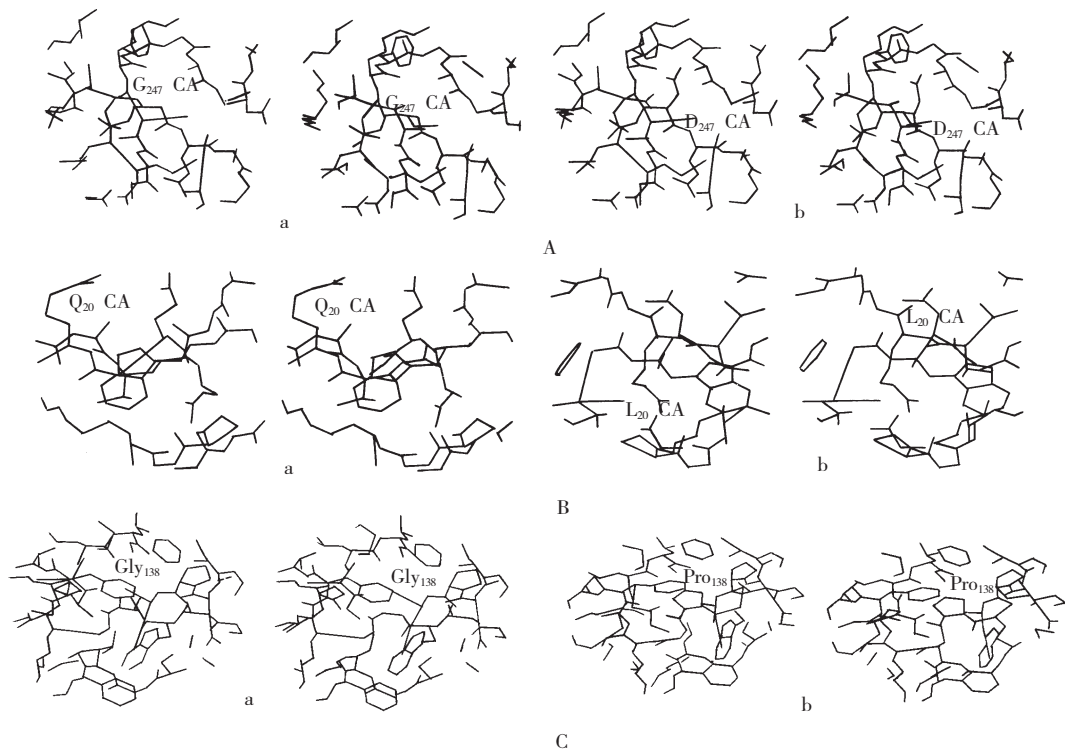 G₂₄₇ CA G₂₄₇ CA D₂₄₇ CA D₂₄₇ CA
a b
A
Q₂₀ CA Q₂₀ CA L₂₀ CA L₂₀ CA
a b
B
Gly₁₃₈ Gly₁₃₈ Pro₁₃₈ Pro₁₃₈
a b
C